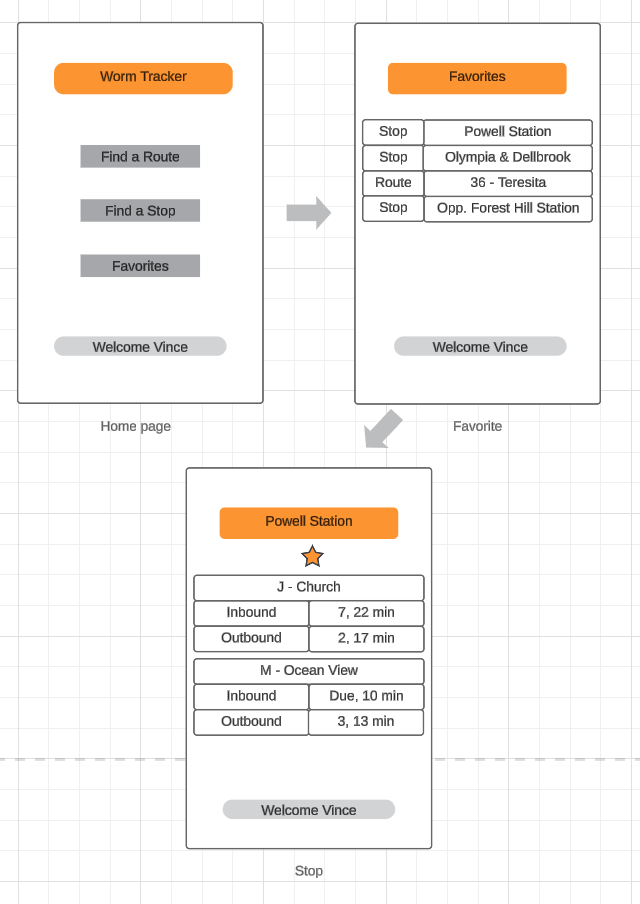 Worm Tracker
Find a Route
Find a Stop
Favorites
Welcome Vince
Home page
Favorites
Stop Powell Station
Stop Olympia & Dellbrook
Route 36 - Teresita
Stop Opp. Forest Hill Station
Welcome Vince
Favorite
Powell Station
J - Church
Inbound 7, 22 min
Outbound 2, 17 min
M - Ocean View
Inbound Due, 10 min
Outbound 3, 13 min
Welcome Vince
Stop